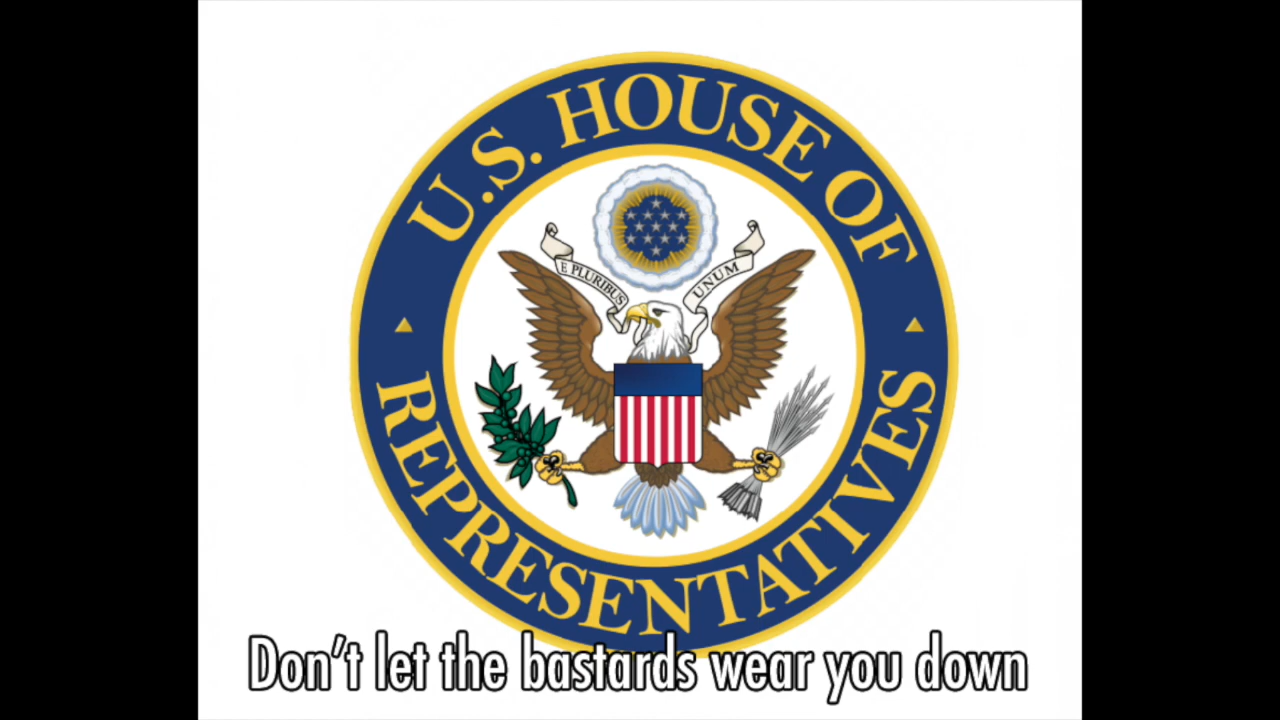 U.S. HOUSE OF
E PLURIBUS UNUM
REPRESENTATIVES
Don't let the bastards wear you down